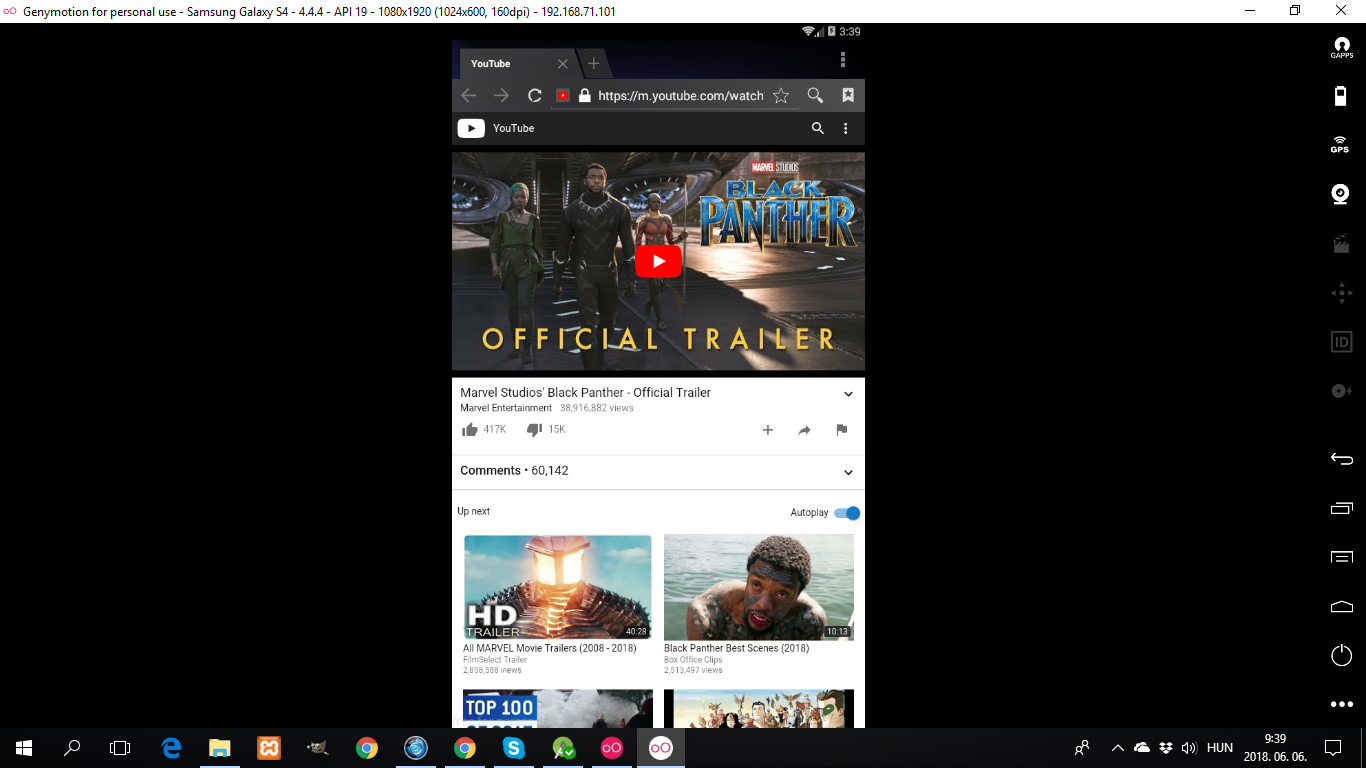 Genymotion for personal use - Samsung Galaxy S4 - 4.4.4 - API 19 - 1080x1920 (1024x600, 160dpi) - 192.168.71.101
3:39
GAPPS
YouTube
https://m.youtube.com/watch
YouTube
GPS
MARVEL STUDIOS
BLACK
PANTHER
ID
OFFICIAL TRAILER
Marvel Studios' Black Panther - Official Trailer
Marvel Entertainment 38,916,882 views
417K 15K
Comments • 60,142
Up next
Autoplay
HD
TRAILER
40:28
10:13
All MARVEL Movie Trailers (2008 - 2018)
FilmSelect Trailer
2,858,588 views
Black Panther Best Scenes (2018)
Box Office Clips
2,513,497 views
TOP 100
HUN
9:39
2018. 06. 06.